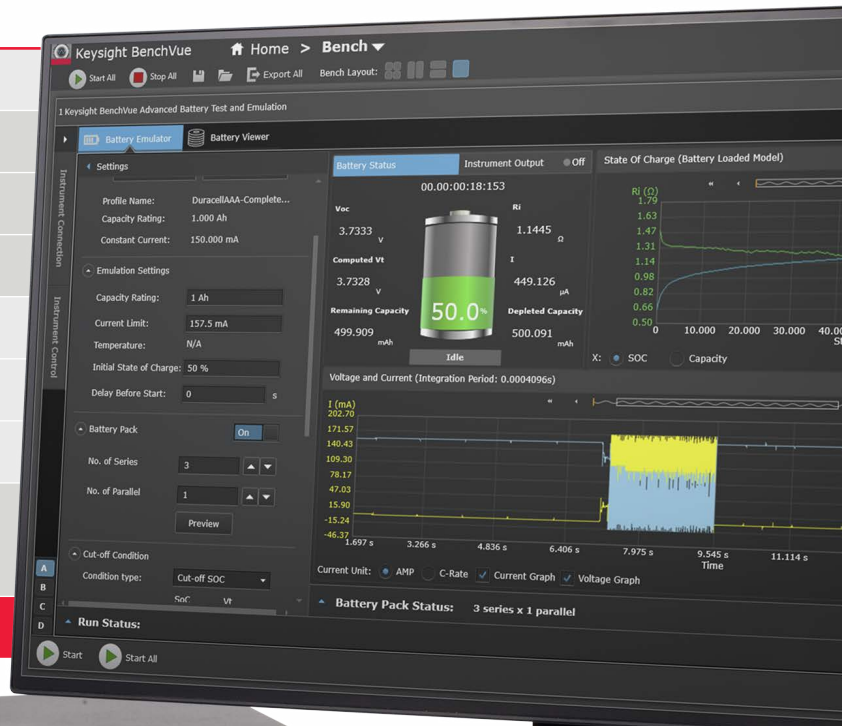 Keysight BenchVue
Home > Bench
Start All Stop All Export All Bench Layout:
1 Keysight BenchVue Advanced Battery Test and Emulation
Battery Emulator Battery Viewer
Instrument Connection
Instrument Control
Settings
Profile Name: DuracellAAA-Complete...
Capacity Rating: 1.000 Ah
Constant Current: 150.000 mA
Emulation Settings
Capacity Rating: 1 Ah
Current Limit: 157.5 mA
Temperature: N/A
Initial State of Charge: 50 %
Delay Before Start: 0 s
Battery Pack On
No. of Series 3
No. of Parallel 1
Preview
Cut-off Condition
Condition type: Cut-off SOC
SoC Vt
A
B
C
D
Battery Status Instrument Output Off
00.00:00:18:153
Voc Ri
3.7333 V 1.1445 Ω
Computed Vt I
3.7328 V 449.126 μA
50.0%
Remaining Capacity Depleted Capacity
499.909 mAh 500.091 mAh
Idle
State Of Charge (Battery Loaded Model)
Ri (Ω)
1.79
1.63
1.47
1.31
1.14
0.98
0.82
0.66
0.50
0 10.000 20.000 30.000 40.00
St
X: SOC Capacity
Voltage and Current (Integration Period: 0.0004096s)
I (mA)
202.70
171.57
140.43
109.30
78.17
47.03
15.90
-15.24
-46.37
1.697 s 3.266 s 4.836 s 6.406 s 7.975 s 9.545 s 11.114 s
Time
Current Unit: AMP C-Rate Current Graph Voltage Graph
Battery Pack Status: 3 series x 1 parallel
Run Status:
Start Start All